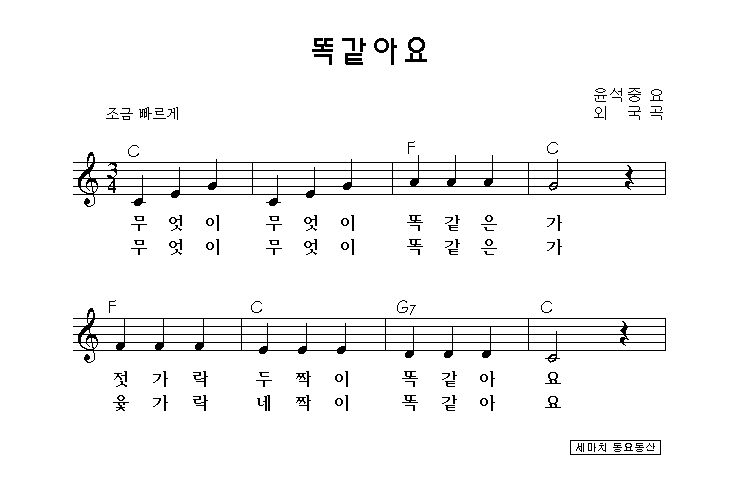 똑같아요
윤석중 요
외 국 곡
조금 빠르게
C F C
3
4
무 엇 이 무 엇 이 똑 같 은 가
무 엇 이 무 엇 이 똑 같 은 가
F C G7 C
젓 가 락 두 짝 이 똑 같 아 요
윷 가 락 네 짝 이 똑 같 아 요
세마치 동요동산